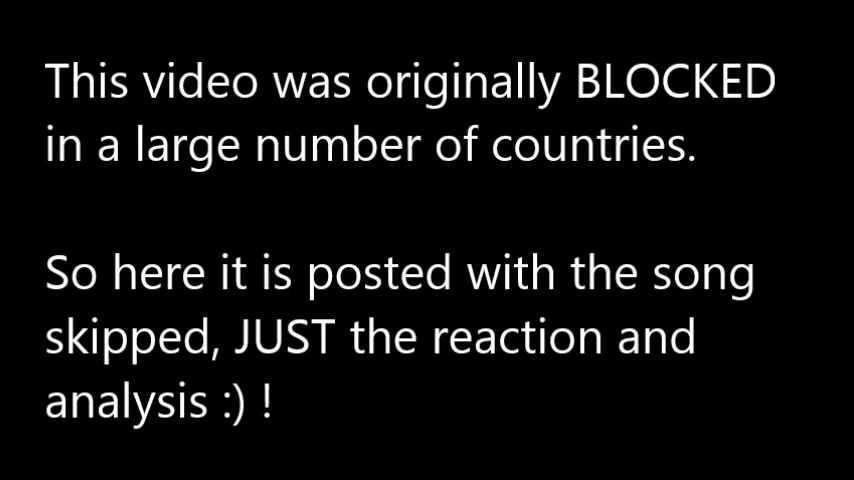 This video was originally BLOCKED
in a large number of countries.
So here it is posted with the song
skipped, JUST the reaction and
analysis :) !